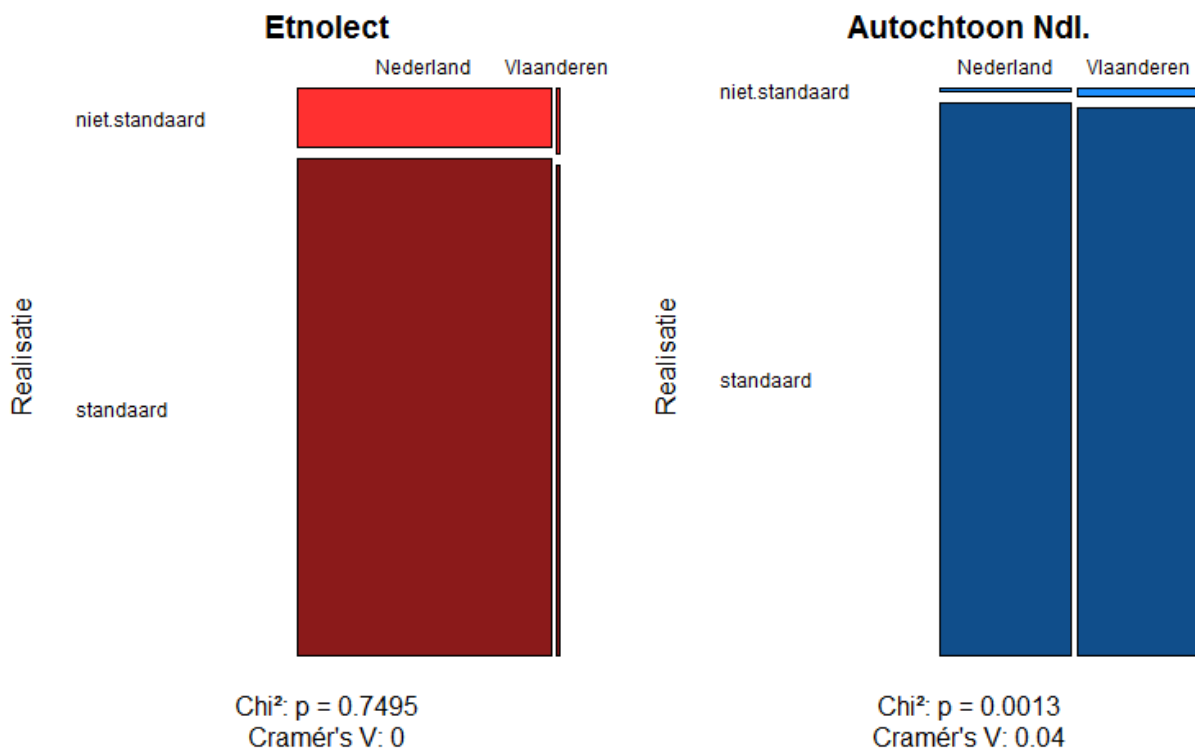 Etnolect
Nederland
Vlaanderen
niet.standaard
Realisatie
standaard
Chi²: p = 0.7495
Cramér's V: 0
Autochtoon Ndl.
Nederland
Vlaanderen
niet.standaard
Realisatie
standaard
Chi²: p = 0.0013
Cramér's V: 0.04